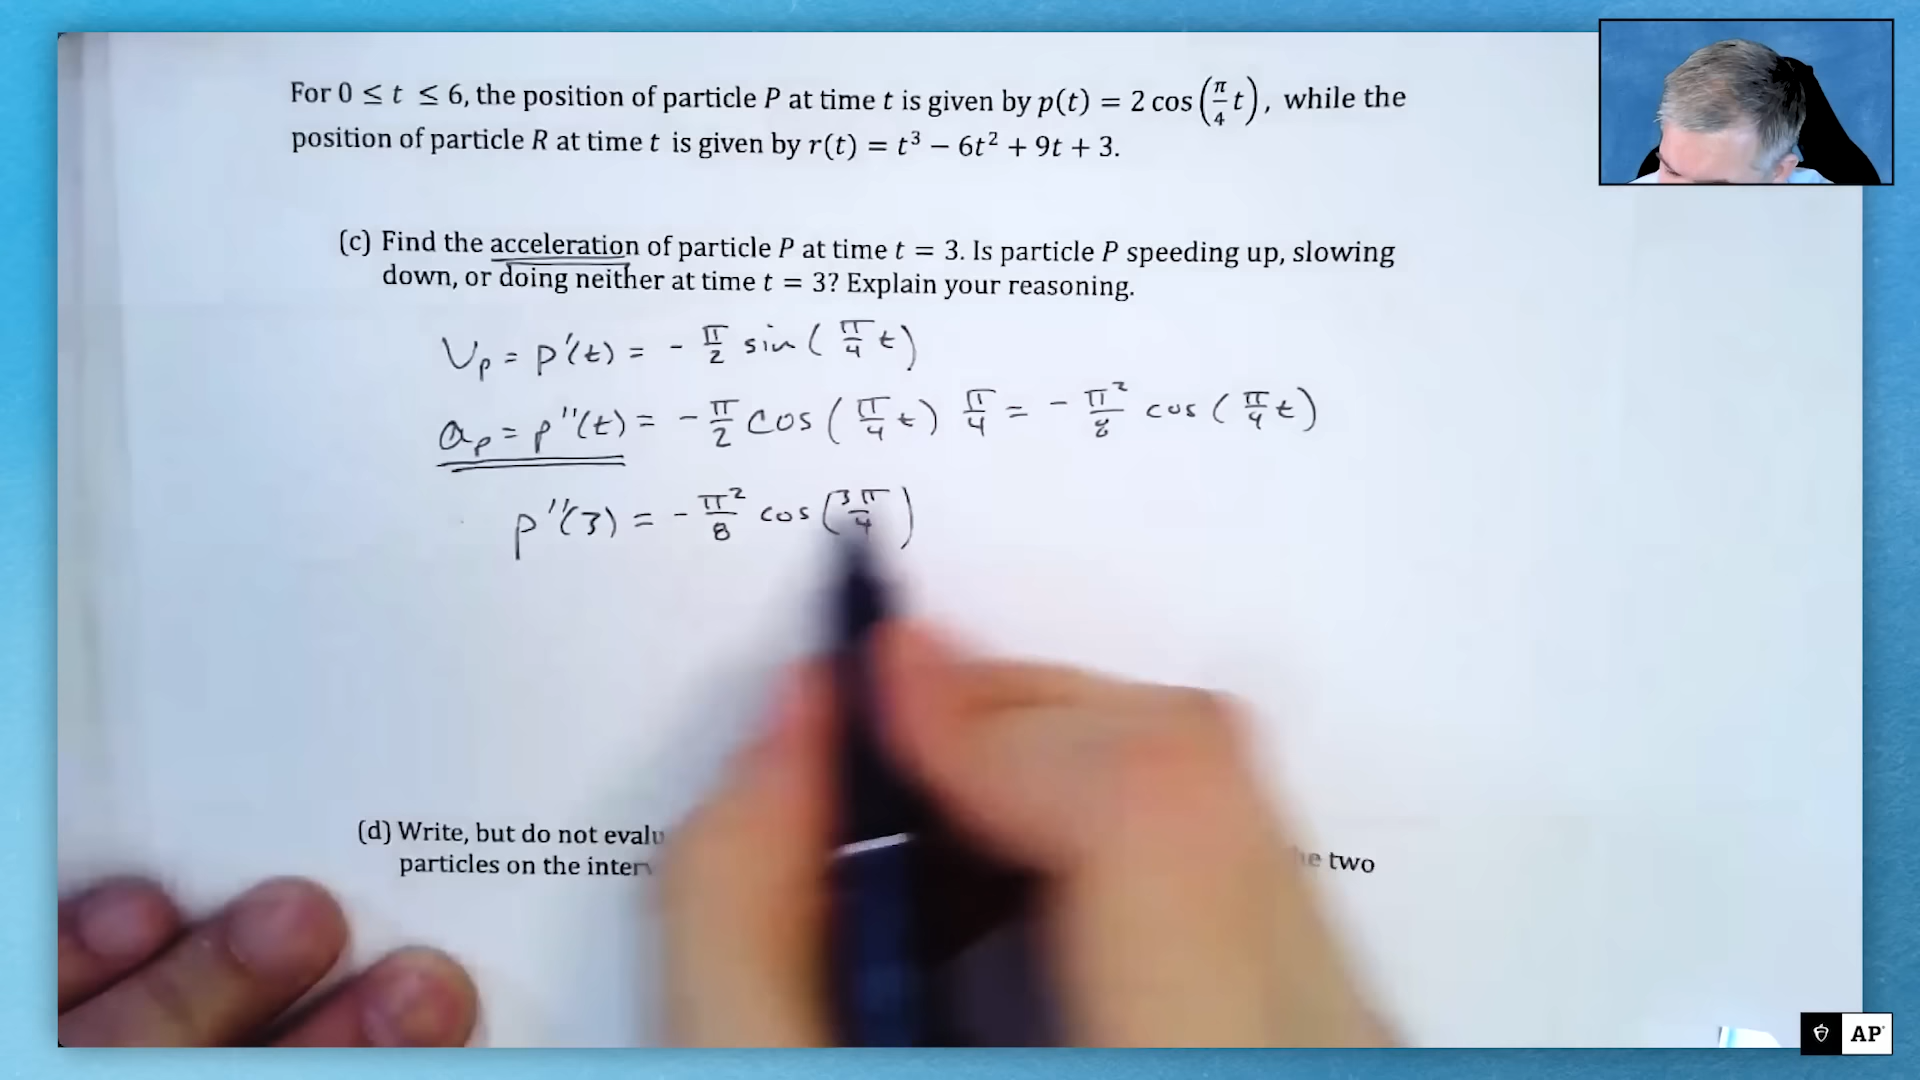 For 0 ≤ t ≤ 6, the position of particle P at time t is given by p(t) = 2 cos(π/4 t), while the
position of particle R at time t is given by r(t) = t³ − 6t² + 9t + 3.
(c) Find the acceleration of particle P at time t = 3. Is particle P speeding up, slowing
down, or doing neither at time t = 3? Explain your reasoning.
Vp = p'(t) = - π/2 sin(π/4 t)
ap = p''(t) = - π/2 cos(π/4 t) π/4 = - π²/8 cos(π/4 t)
p''(3) = - π²/8 cos(3π/4)
(d) Write, but do not
two
particles on the
AP